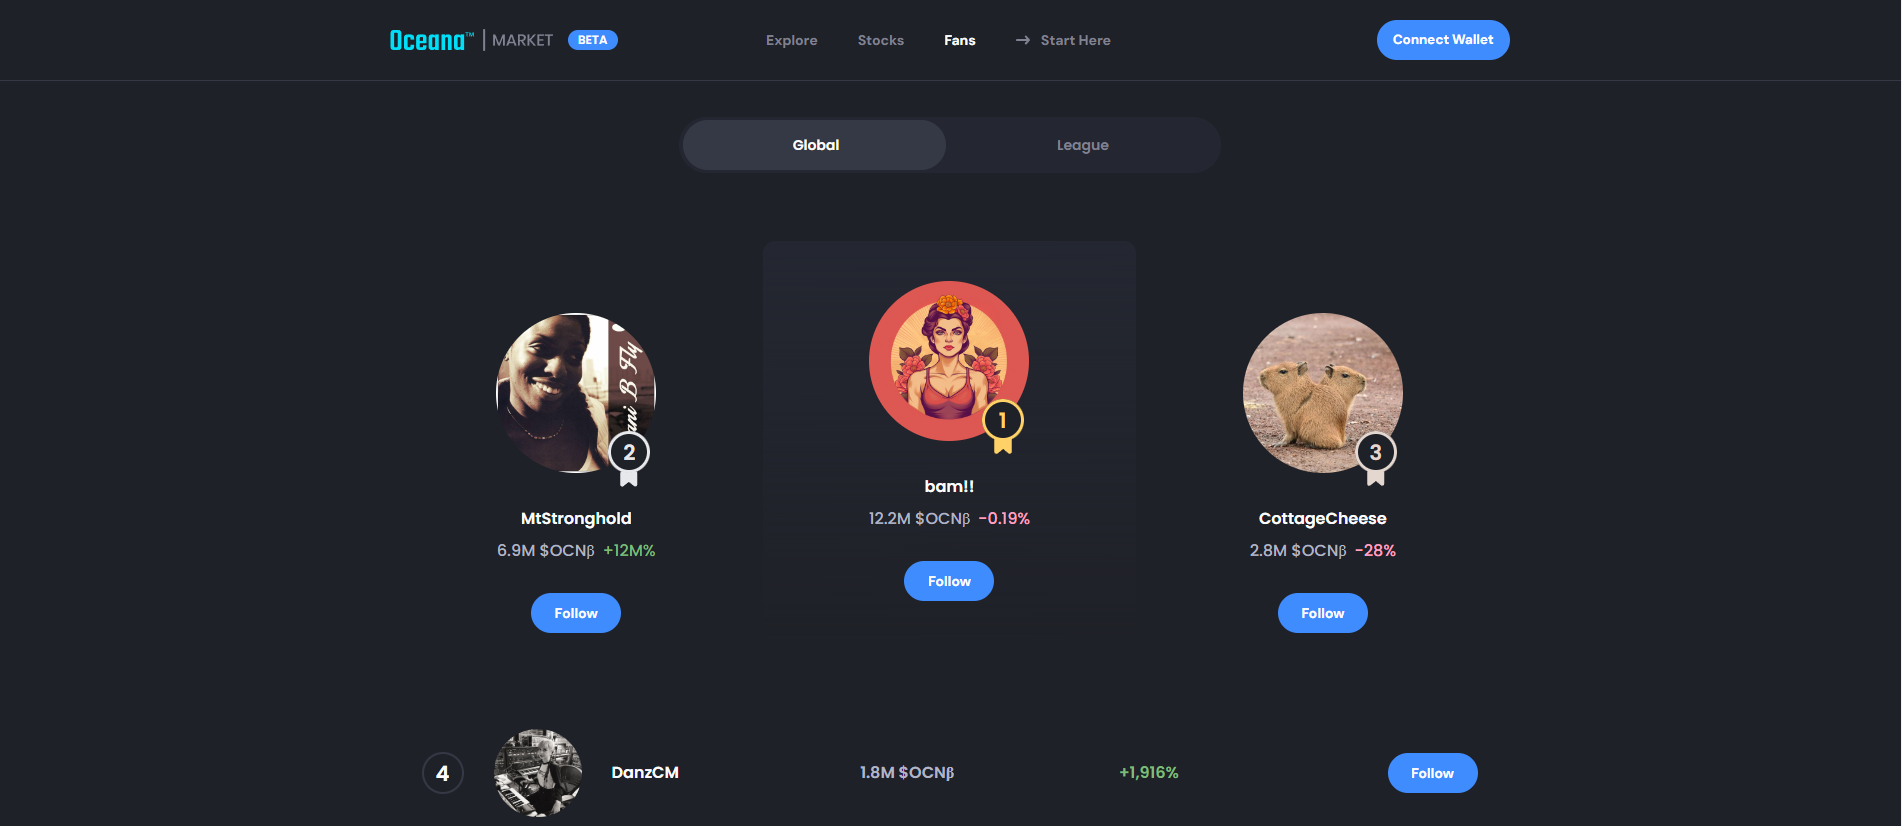 Oceana™ | MARKET BETA
Explore Stocks Fans → Start Here
Connect Wallet
Global League
ani B Fly
2
MtStronghold
6.9M $OCNβ +12M%
Follow
1
bam!!
12.2M $OCNβ -0.19%
Follow
3
CottageCheese
2.8M $OCNβ -28%
Follow
4 DanzCM 1.8M $OCNβ +1,916% Follow